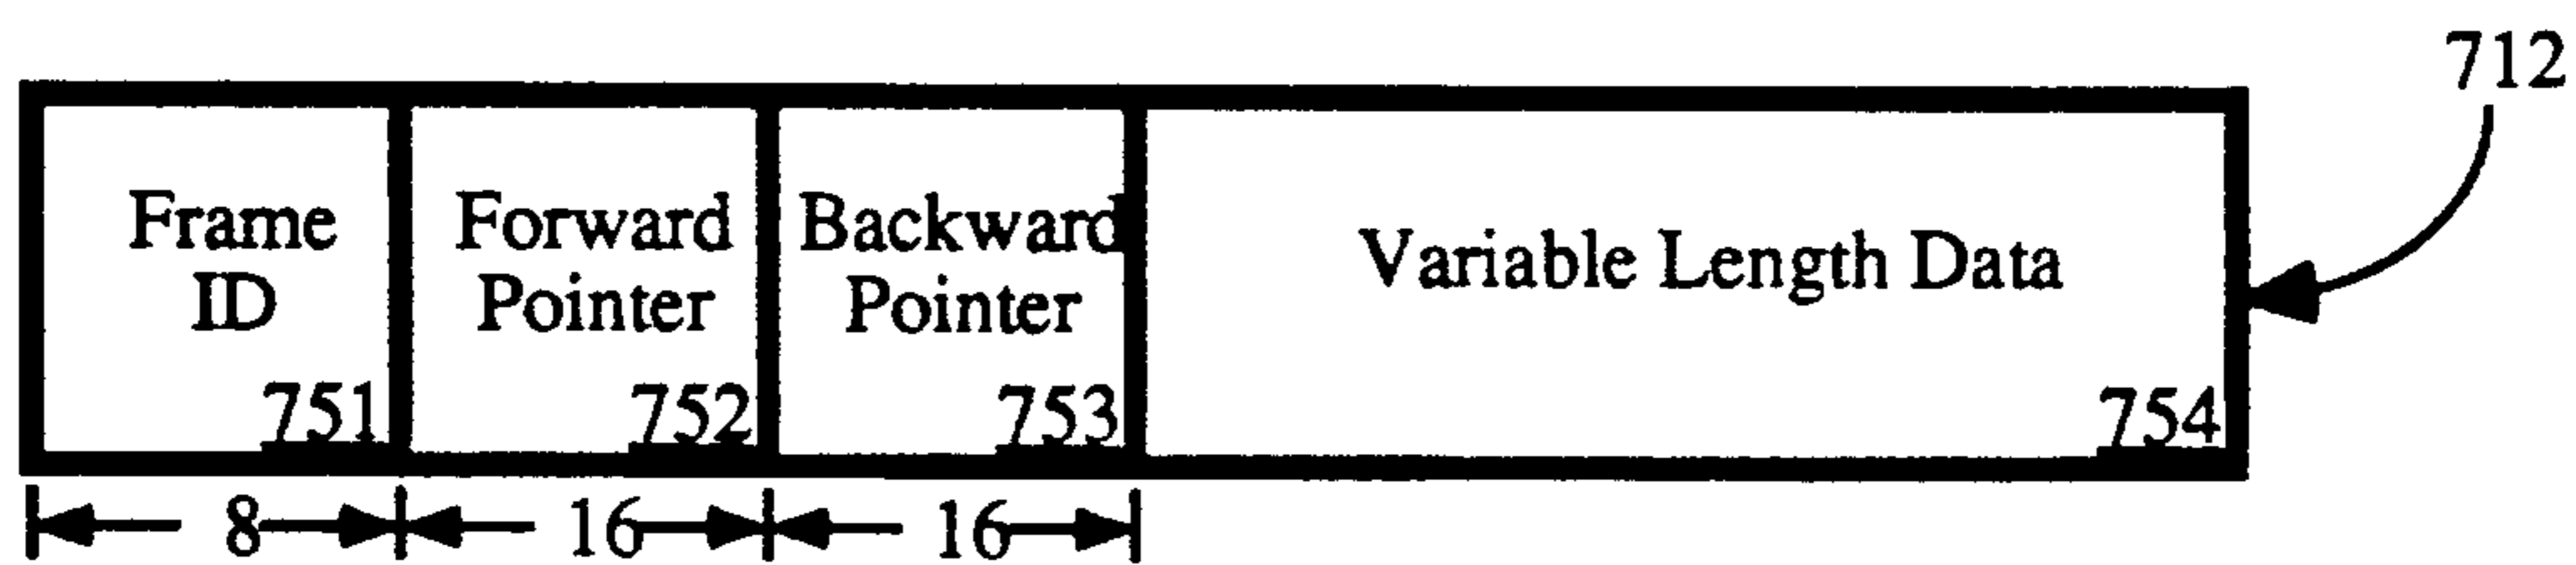 712
Frame
ID
751
Forward
Pointer
752
Backward
Pointer
753
Variable Length Data
754
8
16
16